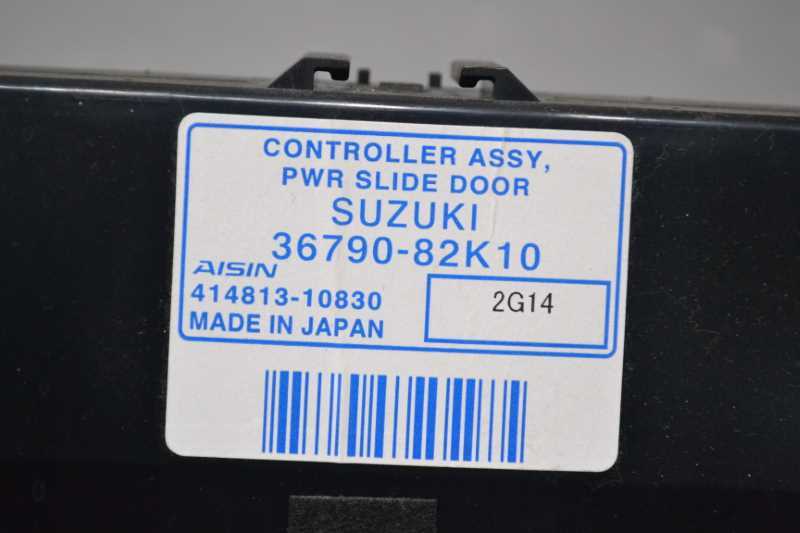 CONTROLLER ASSY,
PWR SLIDE DOOR
SUZUKI
36790-82K10
AISIN
414813-10830
2G14
MADE IN JAPAN